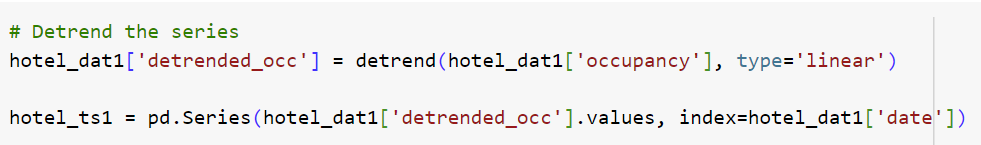 # Detrend the series
hotel_dat1['detrended_occ'] = detrend(hotel_dat1['occupancy'], type='linear')
hotel_ts1 = pd.Series(hotel_dat1['detrended_occ'].values, index=hotel_dat1['date'])